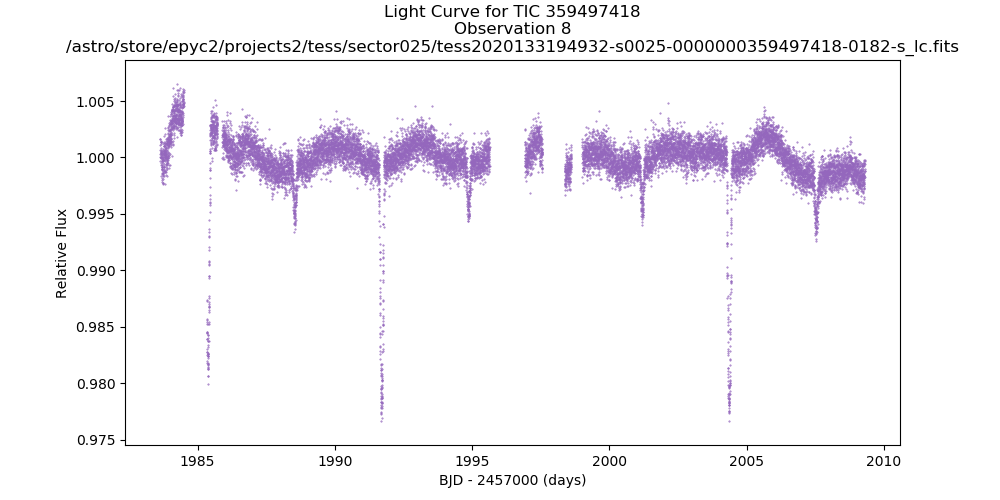 Light Curve for TIC 359497418
Observation 8
/astro/store/epyc2/projects2/tess/sector025/tess2020133194932-s0025-0000000359497418-0182-s_lc.fits
1.005
1.000
0.995
0.990
0.985
0.980
0.975
Relative Flux
1985
1990
1995
2000
2005
2010
BJD - 2457000 (days)